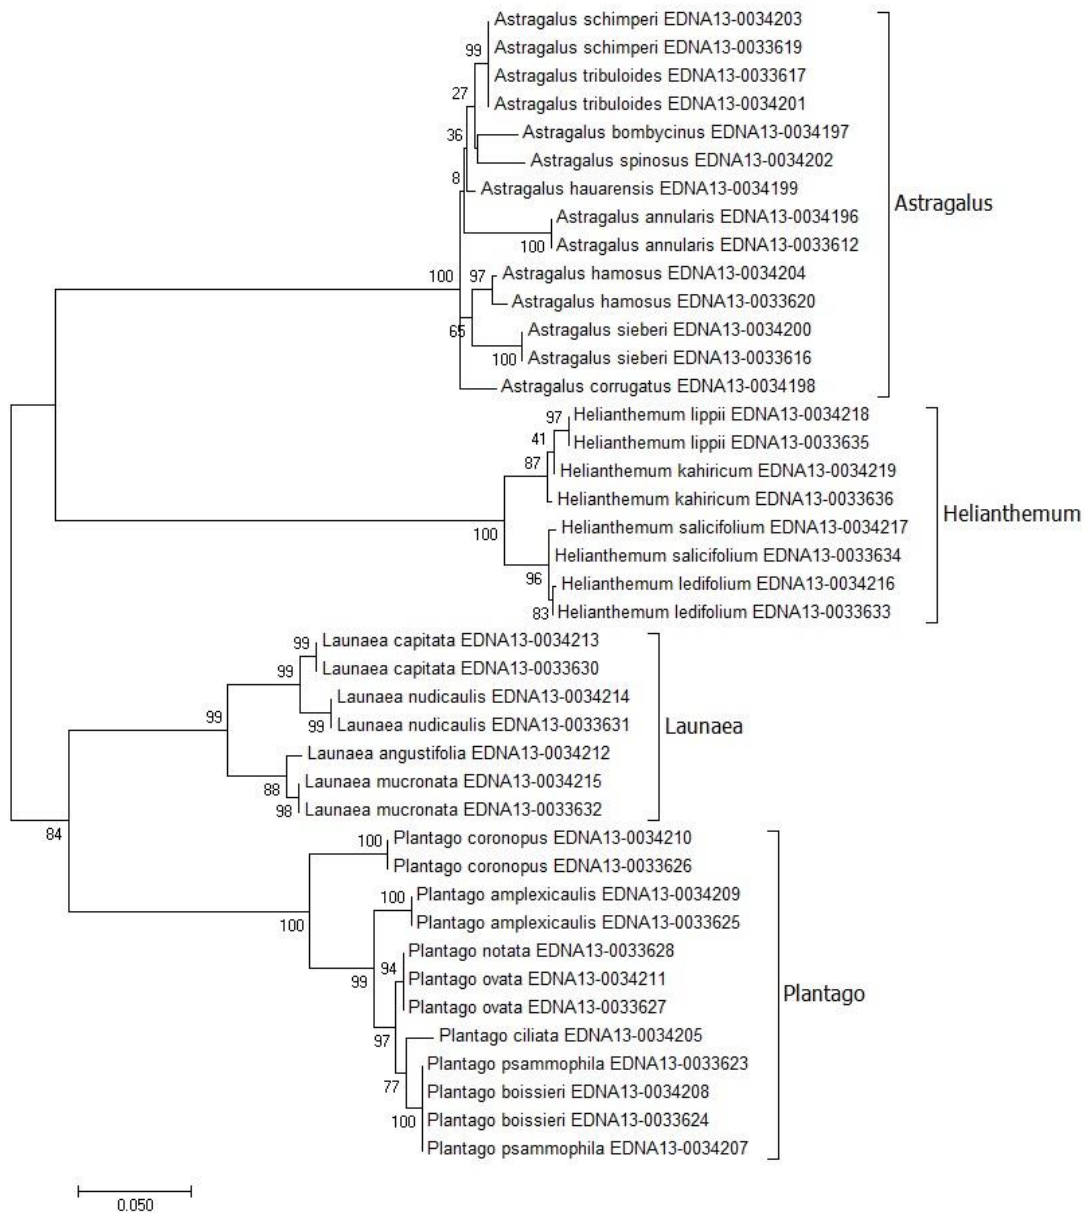 Astragalus schimperi EDNA13-0034203
99
Astragalus schimperi EDNA13-0033619
Astragalus tribuloides EDNA13-0033617
27
Astragalus tribuloides EDNA13-0034201
36
Astragalus bombycinus EDNA13-0034197
Astragalus spinosus EDNA13-0034202
8
Astragalus hauarensis EDNA13-0034199
Astragalus
Astragalus annularis EDNA13-0034196
100
Astragalus annularis EDNA13-0033612
100
97
Astragalus hamosus EDNA13-0034204
Astragalus hamosus EDNA13-0033620
65
Astragalus sieberi EDNA13-0034200
100
Astragalus sieberi EDNA13-0033616
Astragalus corrugatus EDNA13-0034198
97
Helianthemum lippii EDNA13-0034218
41
Helianthemum lippii EDNA13-0033635
87
Helianthemum kahiricum EDNA13-0034219
Helianthemum kahiricum EDNA13-0033636
Helianthemum
100
Helianthemum salicifolium EDNA13-0034217
Helianthemum salicifolium EDNA13-0033634
96
Helianthemum ledifolium EDNA13-0034216
83
Helianthemum ledifolium EDNA13-0033633
99
Launaea capitata EDNA13-0034213
99
Launaea capitata EDNA13-0033630
Launaea nudicaulis EDNA13-0034214
99
99
Launaea nudicaulis EDNA13-0033631
Launaea
Launaea angustifolia EDNA13-0034212
88
Launaea mucronata EDNA13-0034215
98
Launaea mucronata EDNA13-0033632
84
100
Plantago coronopus EDNA13-0034210
Plantago coronopus EDNA13-0033626
100
Plantago amplexicaulis EDNA13-0034209
100
Plantago amplexicaulis EDNA13-0033625
Plantago notata EDNA13-0033628
94
99
Plantago ovata EDNA13-0034211
Plantago
Plantago ovata EDNA13-0033627
97
Plantago ciliata EDNA13-0034205
Plantago psammophila EDNA13-0033623
77
Plantago boissieri EDNA13-0034208
100
Plantago boissieri EDNA13-0033624
Plantago psammophila EDNA13-0034207
0.050